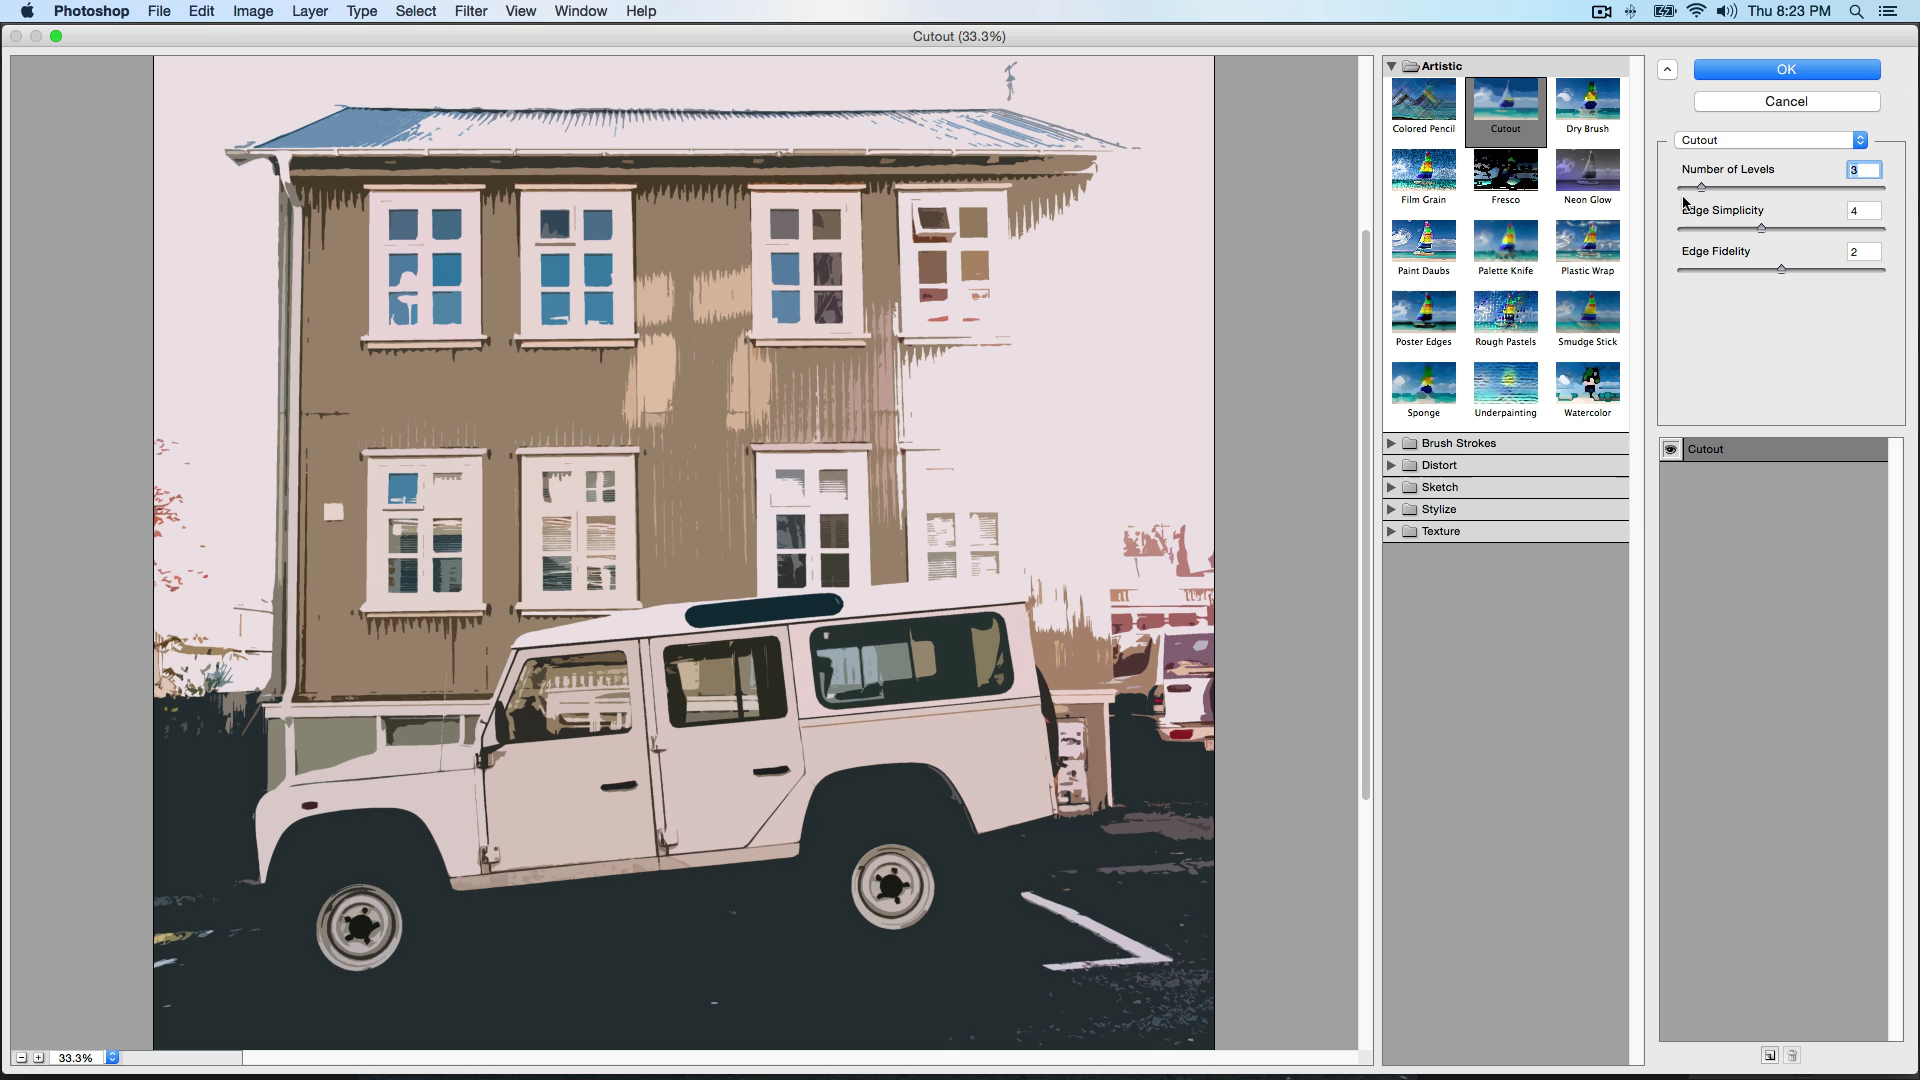 Photoshop File Edit Image Layer Type Select Filter View Window Help Thu 8:23 PM
Cutout (33.3%)
Artistic
Colored Pencil Cutout Dry Brush
Film Grain Fresco Neon Glow
Paint Daubs Palette Knife Plastic Wrap
Poster Edges Rough Pastels Smudge Stick
Sponge Underpainting Watercolor
Brush Strokes
Distort
Sketch
Stylize
Texture
OK
Cancel
Cutout
Number of Levels 3
Edge Simplicity 4
Edge Fidelity 2
Cutout
33.3%